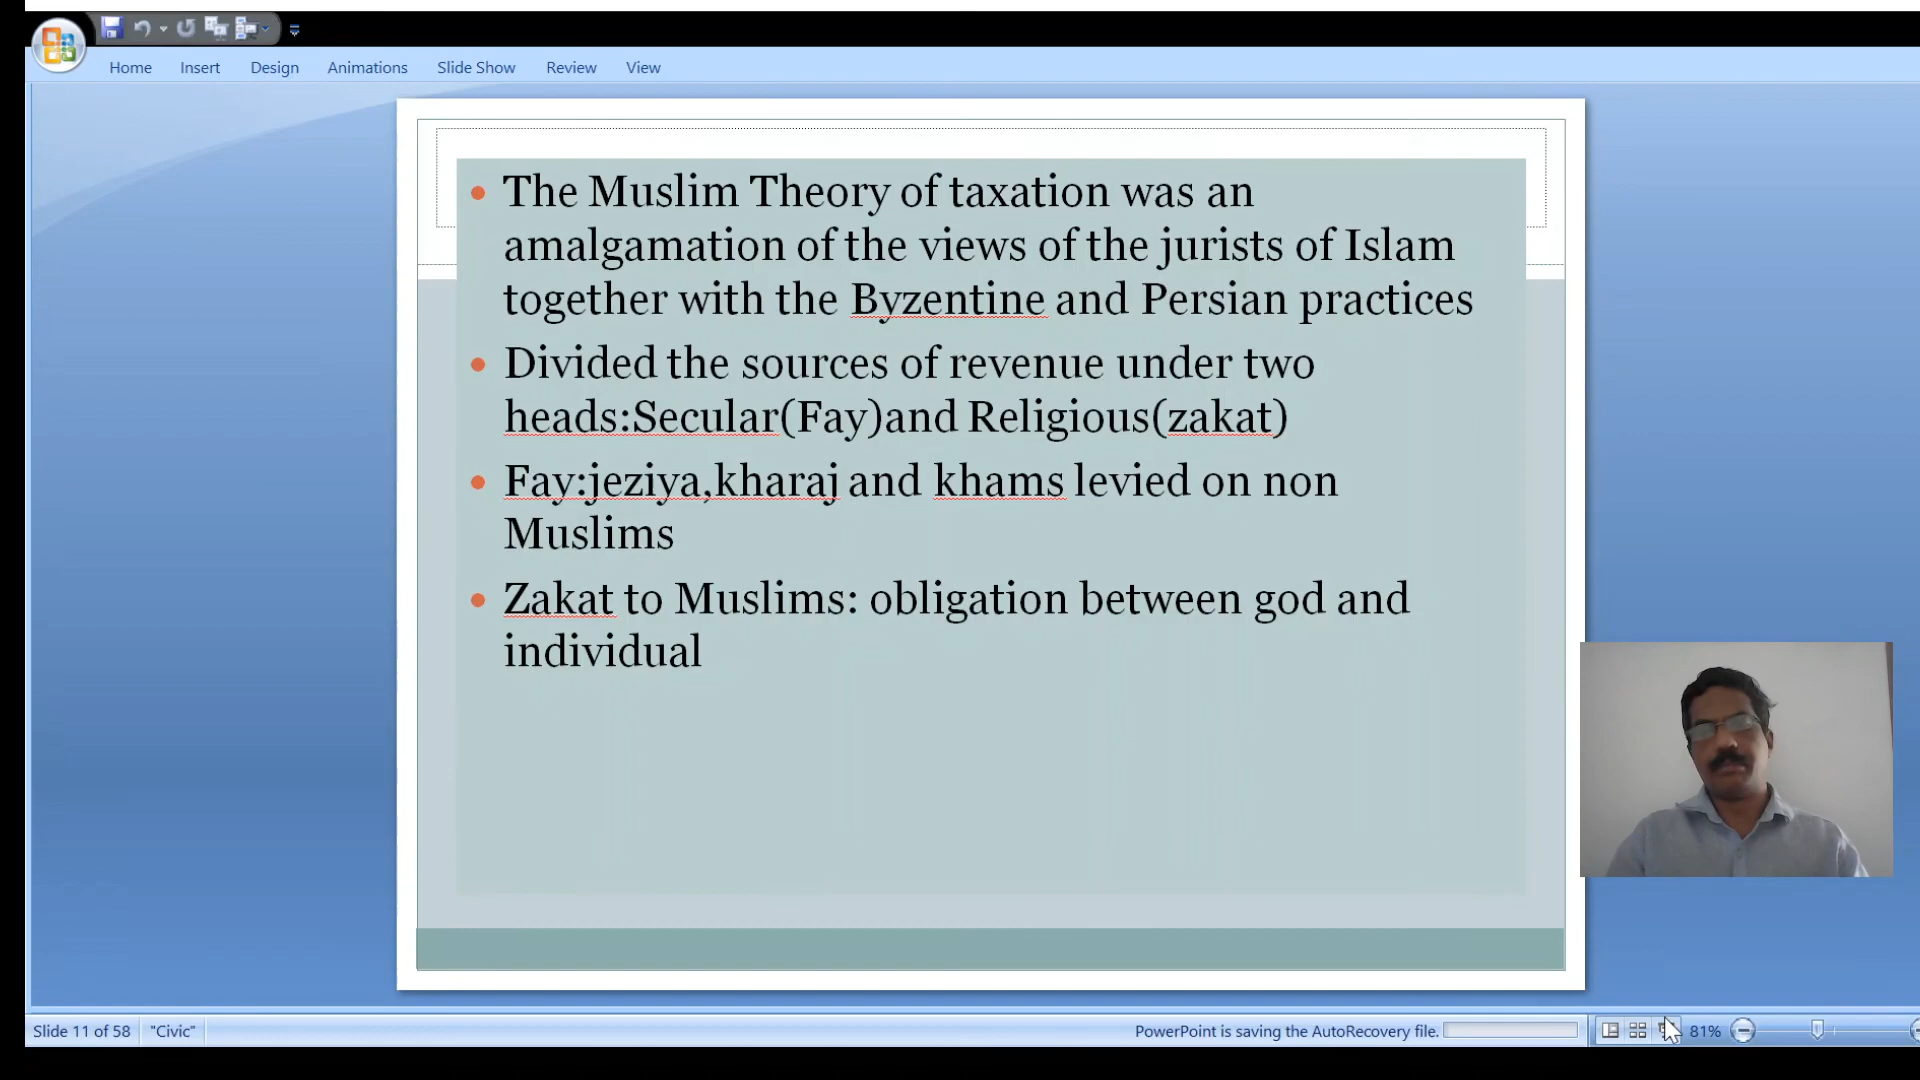 Home Insert Design Animations Slide Show Review View
The Muslim Theory of taxation was an
amalgamation of the views of the jurists of Islam
together with the Byzentine and Persian practices
Divided the sources of revenue under two
heads:Secular(Fay)and Religious(zakat)
Fay:jeziya,kharaj and khams levied on non
Muslims
Zakat to Muslims: obligation between god and
individual
Slide 11 of 58 "Civic" PowerPoint is saving the AutoRecovery file. 81%